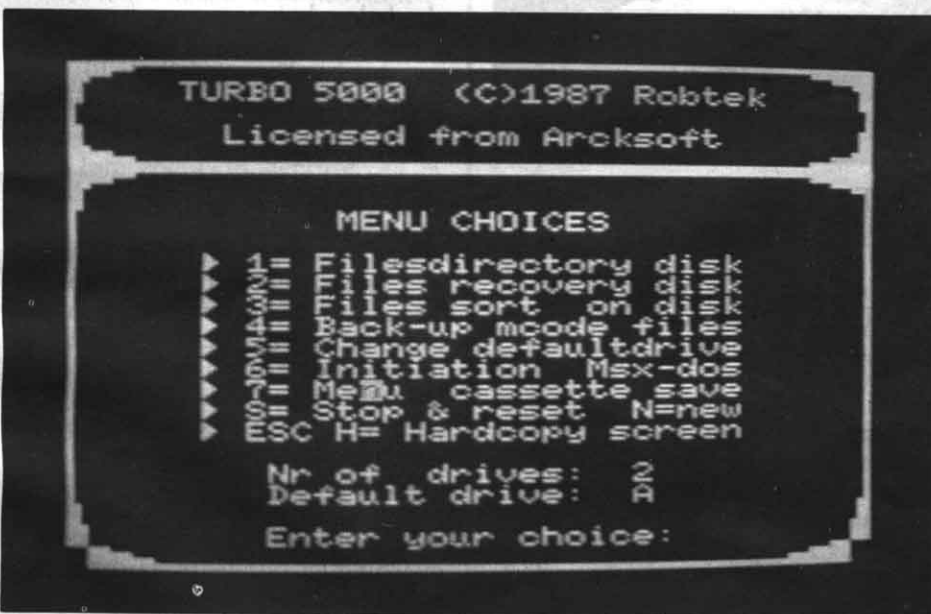 TURBO 5000 (C)1987 Robtek
Licensed from Arcksoft
MENU CHOICES
1= Filesdirectory disk
2= Files recovery disk
3= Files sort on disk
4= Back-up mcode files
5= Change defaultdrive
6= Initiation Msx-dos
7= Menu cassette save
S= Stop & reset N=new
ESC H= Hardcopy screen
Nr of drives: 2
Default drive: A
Enter your choice: